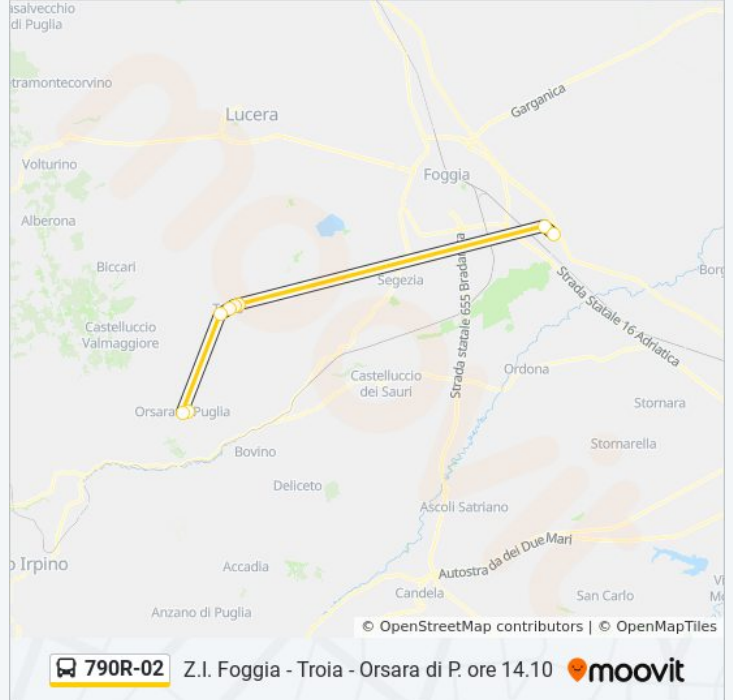 asalvecchio
di Puglia
tramontecorvino
Garganica
Lucera
Volturino
Foggia
Alberona
Biccari
Segezia
Strada statale 655 Bradanica
Strada Statale 16 Adriatica
Castelluccio
Valmaggiore
Castelluccio
dei Sauri
Ordona
Orsara Puglia
Stornara
Bovino
Stornarella
Deliceto
Ascoli Satriano
Autostrada dei Due Mari
o Irpino
Accadia
Candela
San Carlo
Anzano di Puglia
© OpenStreetMap contributors | © OpenMapTiles
790R-02 Z.I. Foggia - Troia - Orsara di P. ore 14.10 moovit